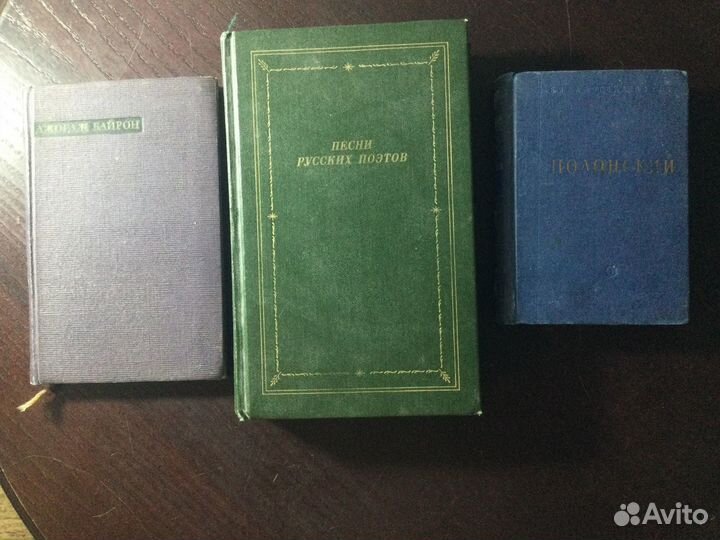 ДЖОРДЖ БАЙРОН
ПЕСНИ
РУССКИХ ПОЭТОВ
ПОЛОНСКИЙ
Avito